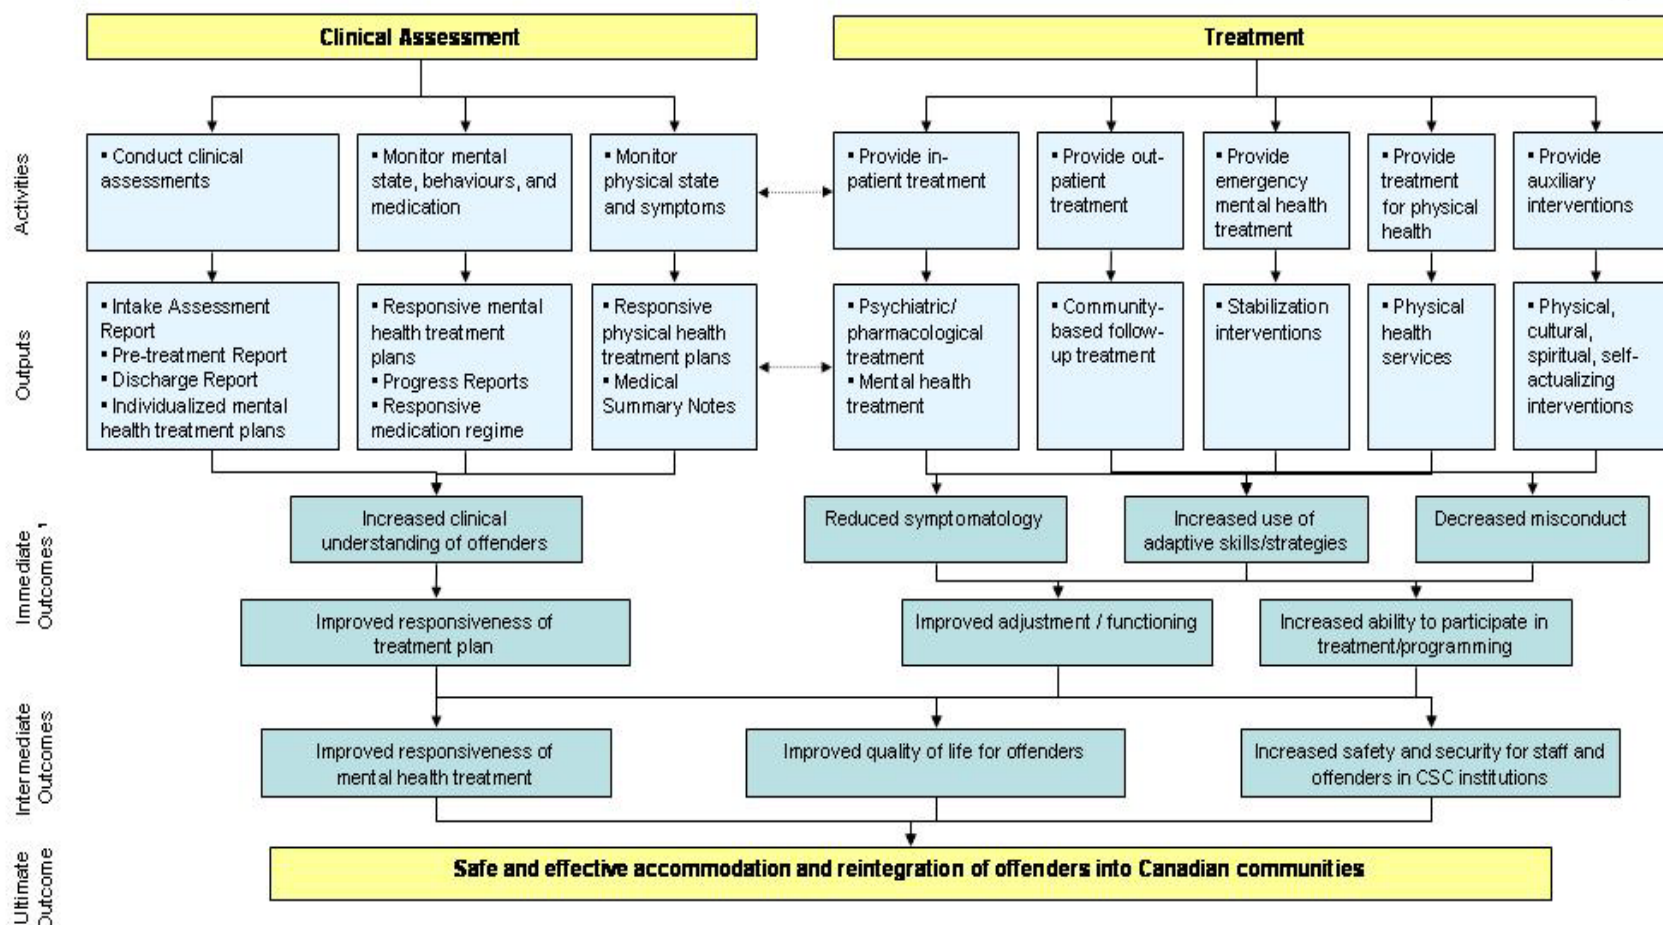 Clinical Assessment
Treatment
Activities
▪ Conduct clinical
assessments
▪ Monitor mental
state, behaviours, and
medication
▪ Monitor
physical state
and symptoms
▪ Provide in-
patient treatment
▪ Provide out-
patient
treatment
▪ Provide
emergency
mental health
treatment
▪ Provide
treatment
for physical
health
▪ Provide
auxiliary
interventions
Outputs
▪ Intake Assessment
Report
▪ Pre-treatment Report
▪ Discharge Report
▪ Individualized mental
health treatment plans
▪ Responsive mental
health treatment
plans
▪ Progress Reports
▪ Responsive
medication regime
▪ Responsive
physical health
treatment plans
▪ Medical
Summary Notes
▪ Psychiatric/
pharmacological
treatment
▪ Mental health
treatment
▪ Community-
based follow-
up treatment
▪ Stabilization
interventions
▪ Physical
health
services
▪ Physical,
cultural,
spiritual, self-
actualizing
interventions
Immediate
Outcomes ¹
Increased clinical
understanding of offenders
Reduced symptomatology
Increased use of
adaptive skills/strategies
Decreased misconduct
Improved responsiveness of
treatment plan
Improved adjustment / functioning
Increased ability to participate in
treatment/programming
Intermediate
Outcomes
Improved responsiveness of
mental health treatment
Improved quality of life for offenders
Increased safety and security for staff and
offenders in CSC institutions
Ultimate
Outcome
Safe and effective accommodation and reintegration of offenders into Canadian communities